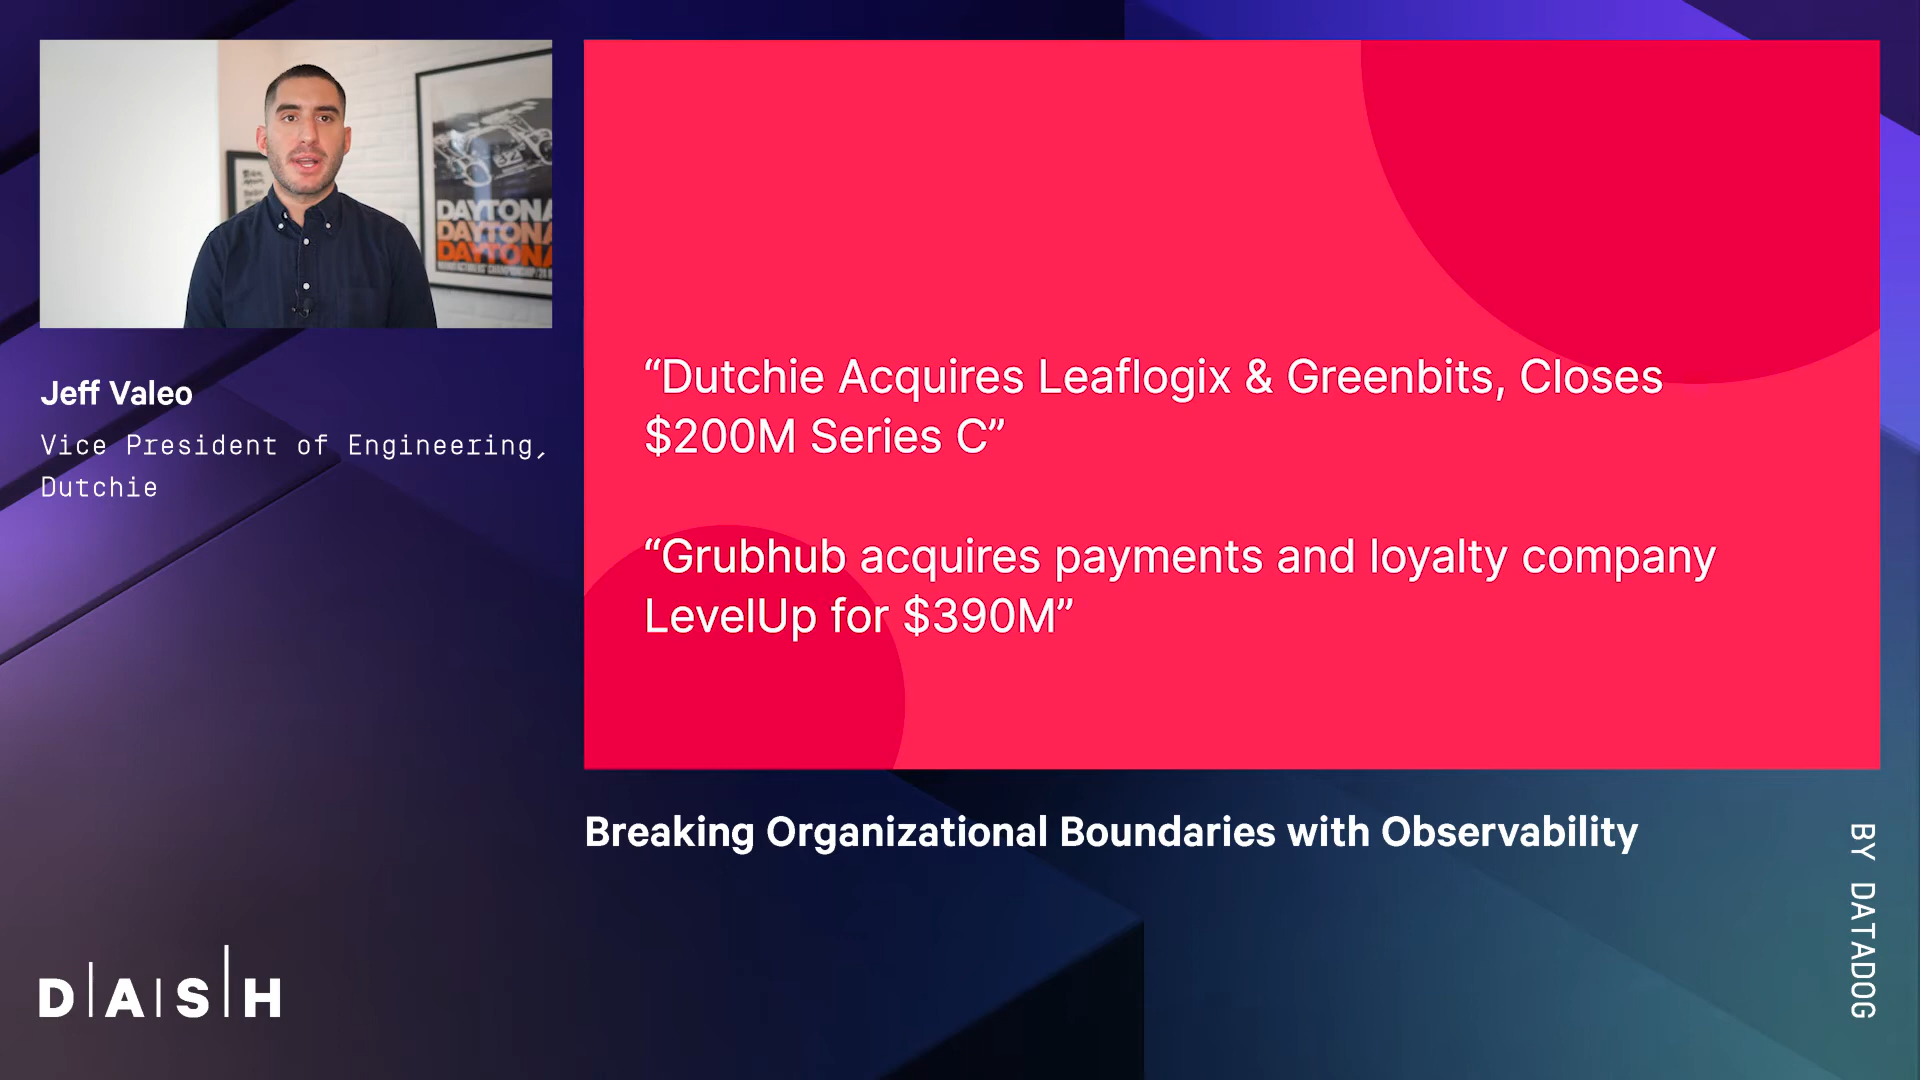 DAYTONA
DAYTONA
DAYTONA
Jeff Valeo
Vice President of Engineering,
Dutchie
“Dutchie Acquires Leaflogix & Greenbits, Closes
$200M Series C”
“Grubhub acquires payments and loyalty company
LevelUp for $390M”
Breaking Organizational Boundaries with Observability
DASH
BY DATADOG